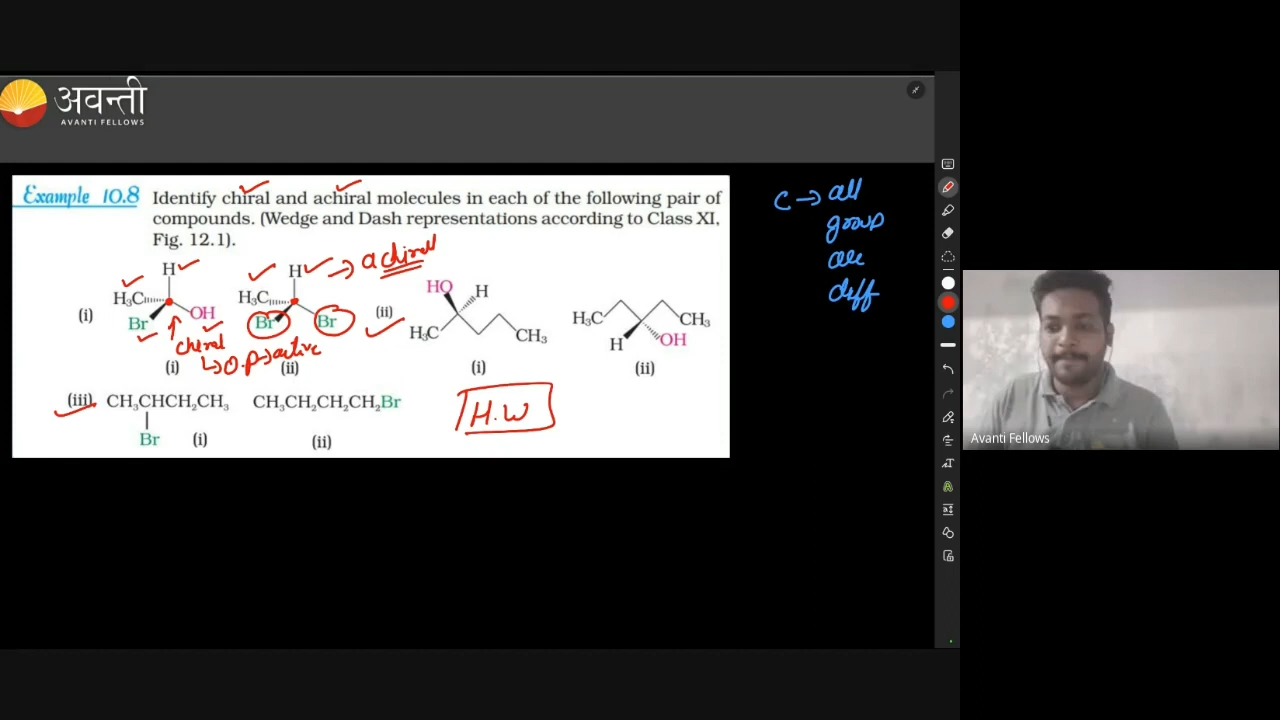 अवन्ती
AVANTI FELLOWS
Example 10.8 Identify chiral and achiral molecules in each of the following pair of
compounds. (Wedge and Dash representations according to Class XI,
Fig. 12.1).
(i)
H
H₃C
Br
OH
chiral
O.P → active
(i)
H
H₃C
Br
Br
→ achiral
(ii)
(ii)
HO
H
H₃C
CH₃
(i)
H₃C
CH₃
H
OH
(ii)
(iii) CH₃CHCH₂CH₃
Br
(i)
CH₃CH₂CH₂CH₂Br
(ii)
H.W
C → all
group
are
diff
Avanti Fellows